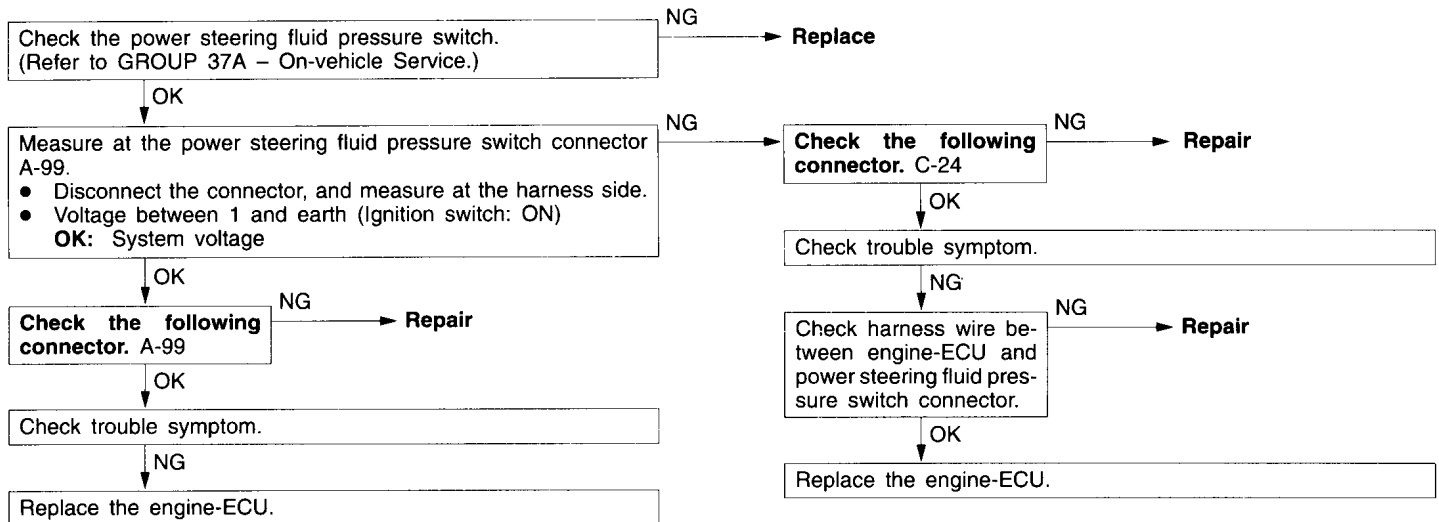 Check the power steering fluid pressure switch.
(Refer to GROUP 37A – On-vehicle Service.)
NG
Replace
OK
Measure at the power steering fluid pressure switch connector
A-99.
● Disconnect the connector, and measure at the harness side.
● Voltage between 1 and earth (Ignition switch: ON)
OK: System voltage
NG
OK
Check the following
connector. A-99
NG
Repair
OK
Check trouble symptom.
NG
Replace the engine-ECU.
Check the following
connector. C-24
NG
Repair
OK
Check trouble symptom.
NG
Check harness wire be-
tween engine-ECU and
power steering fluid pres-
sure switch connector.
NG
Repair
OK
Replace the engine-ECU.